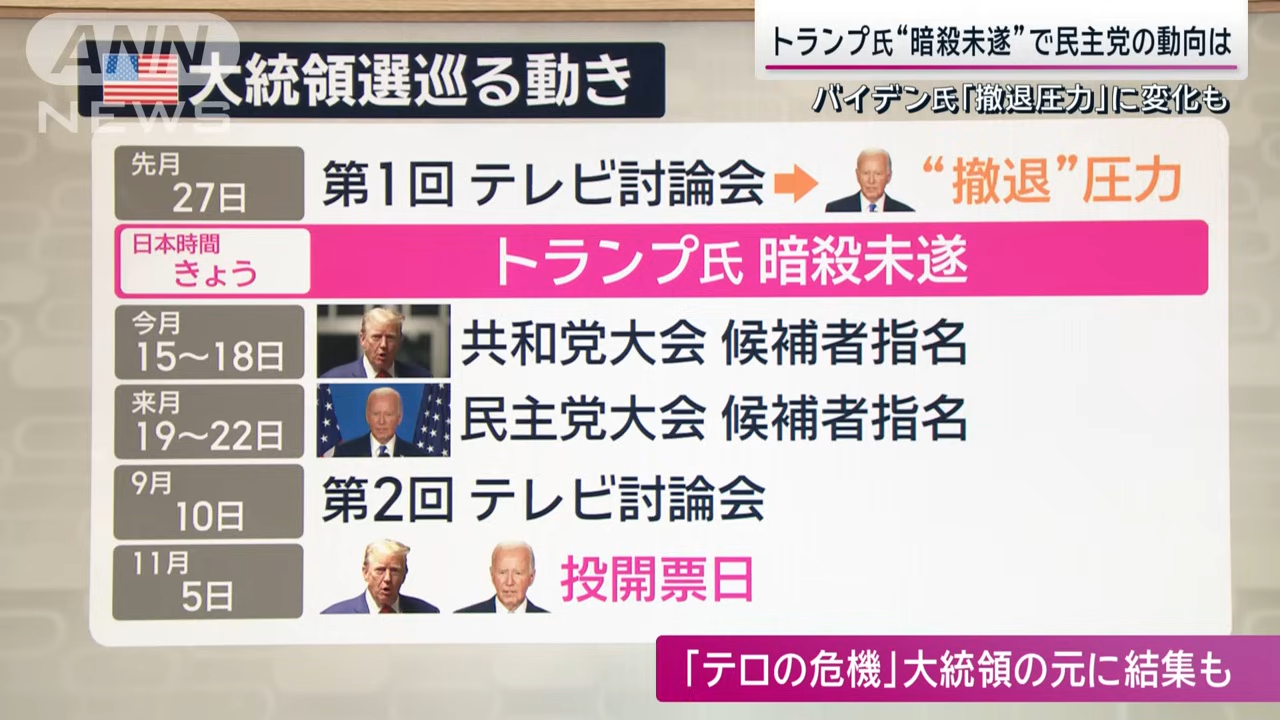 ANN
NEWS
大統領選巡る動き
トランプ氏“暗殺未遂”で民主党の動向は
バイデン氏「撤退圧力」に変化も
先月
27日
第1回 テレビ討論会
“撤退”圧力
日本時間
きょう
トランプ氏 暗殺未遂
今月
15～18日
共和党大会 候補者指名
来月
19～22日
民主党大会 候補者指名
9月
10日
第2回 テレビ討論会
11月
5日
投開票日
「テロの危機」大統領の元に結集も